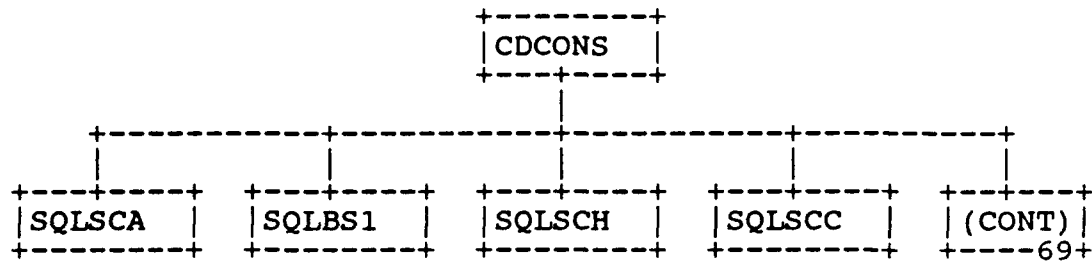 CDCONS
SQLSCA SQLBS1 SQLSCH SQLSCC (CONT)
69